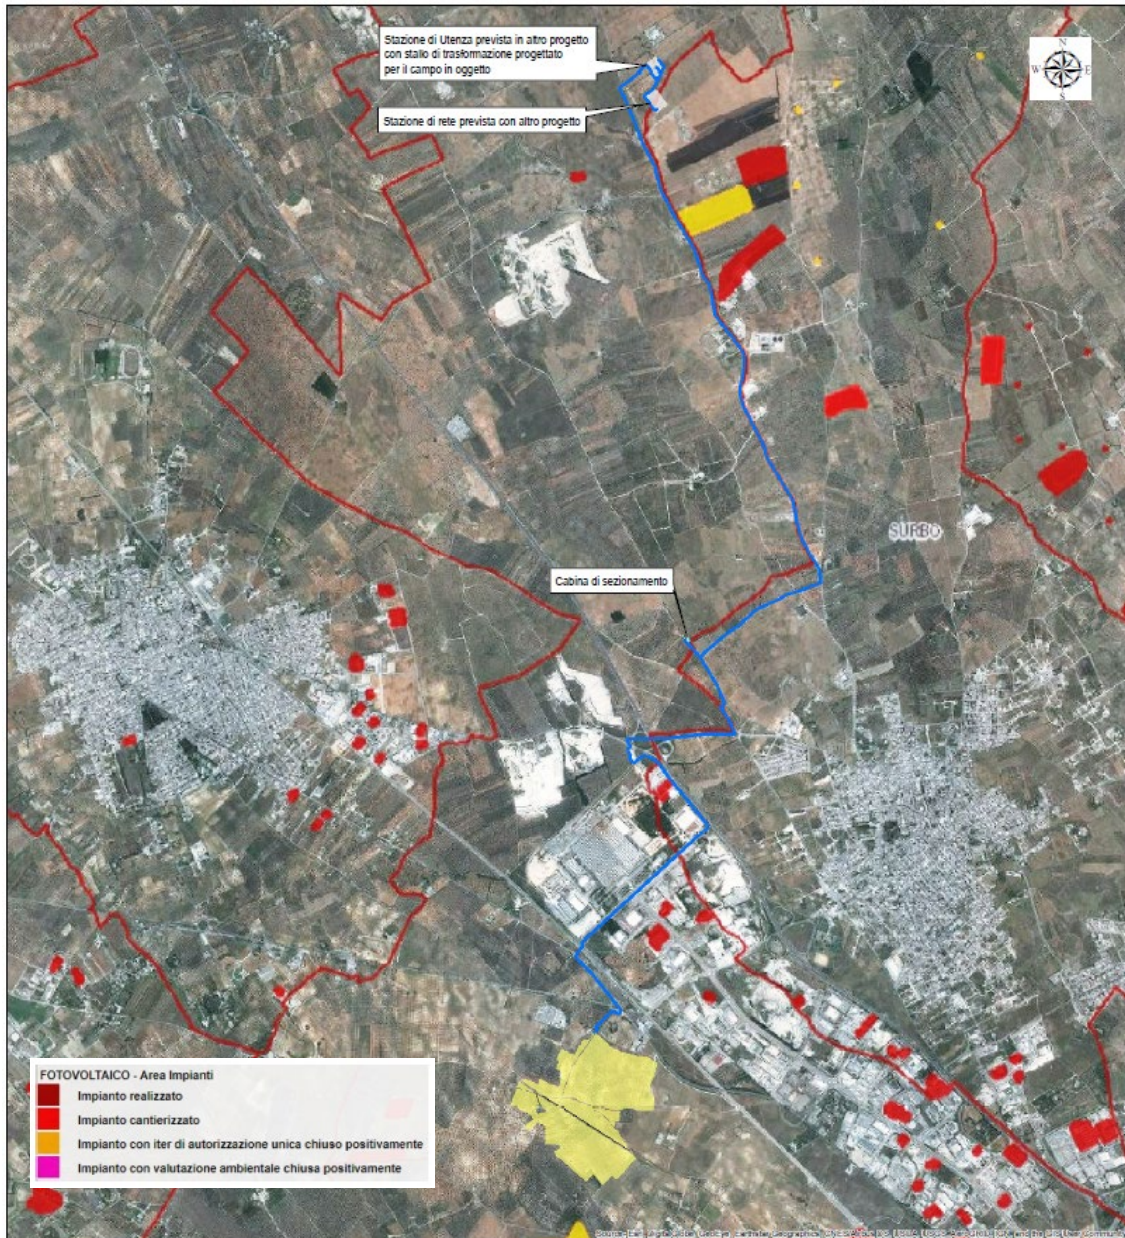 Stazione di Utenza prevista in altro progetto
con stallo di trasformazione progettato
per il campo in oggetto
N
W E
S
Stazione di rete prevista con altro progetto
SURBO
Cabina di sezionamento
FOTOVOLTAICO - Area Impianti
Impianto realizzato
Impianto cantierizzato
Impianto con iter di autorizzazione unica chiuso positivamente
Impianto con valutazione ambientale chiusa positivamente